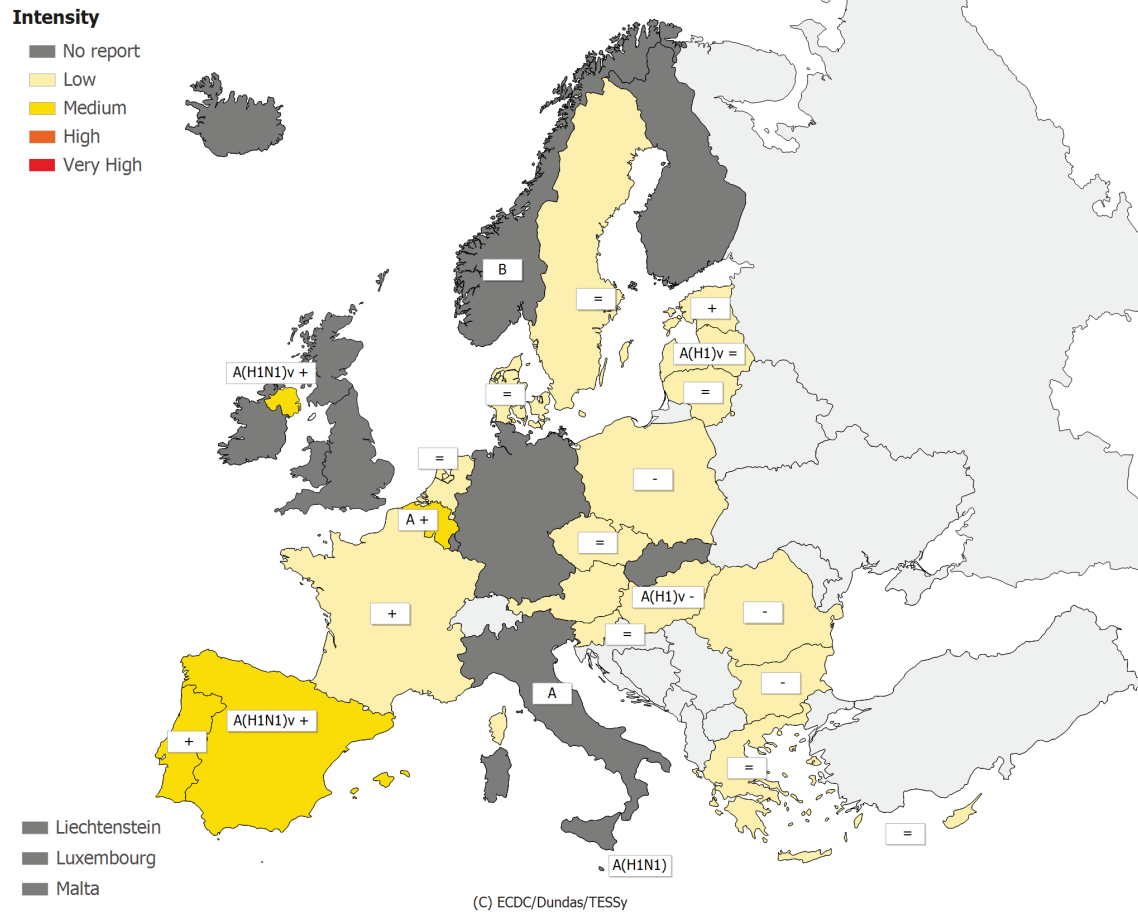 Intensity
No report
Low
Medium
High
Very High
B
=
+
A(H1)v =
A(H1N1)v +
=
=
=
-
A +
=
A(H1)v -
+
-
=
-
A
A(H1N1)v +
+
=
=
Liechtenstein
Luxembourg
Malta
A(H1N1)
(C) ECDC/Dundas/TESSy